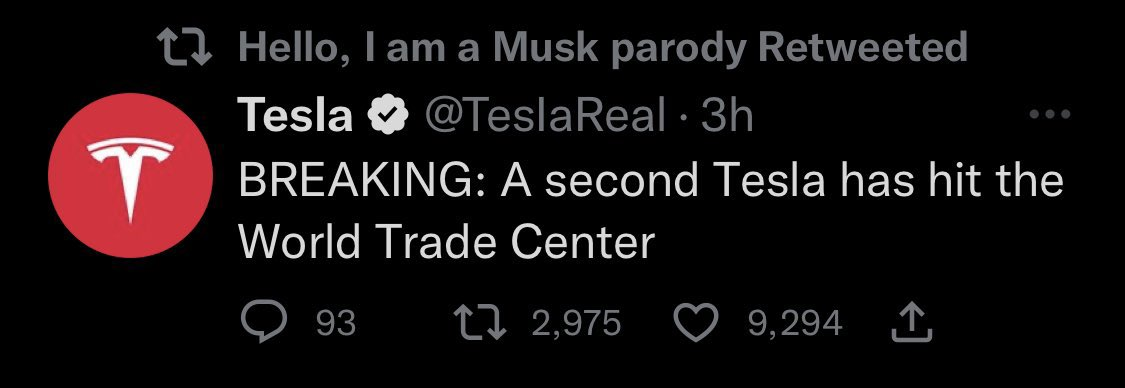 Hello, I am a Musk parody Retweeted
Tesla @TeslaReal · 3h
BREAKING: A second Tesla has hit the
World Trade Center
93 2,975 9,294